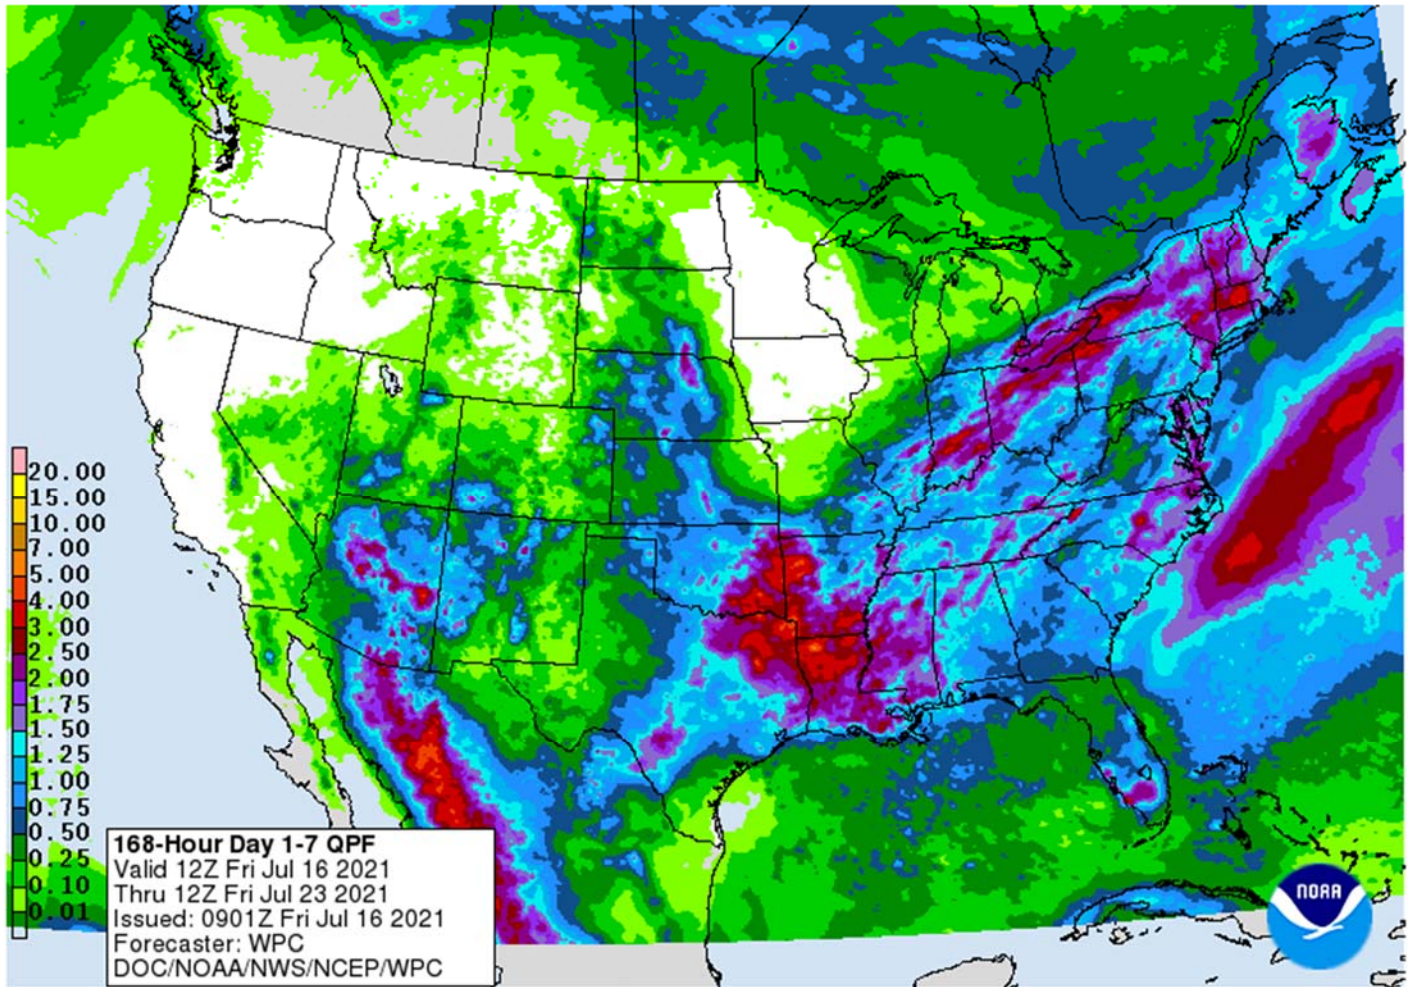 20.00
15.00
10.00
7.00
5.00
4.00
3.00
2.50
2.00
1.75
1.50
1.25
1.00
0.75
0.50
0.25
0.10
0.01
168-Hour Day 1-7 QPF
Valid 12Z Fri Jul 16 2021
Thru 12Z Fri Jul 23 2021
Issued: 0901Z Fri Jul 16 2021
Forecaster: WPC
DOC/NOAA/NWS/NCEP/WPC
NOAA